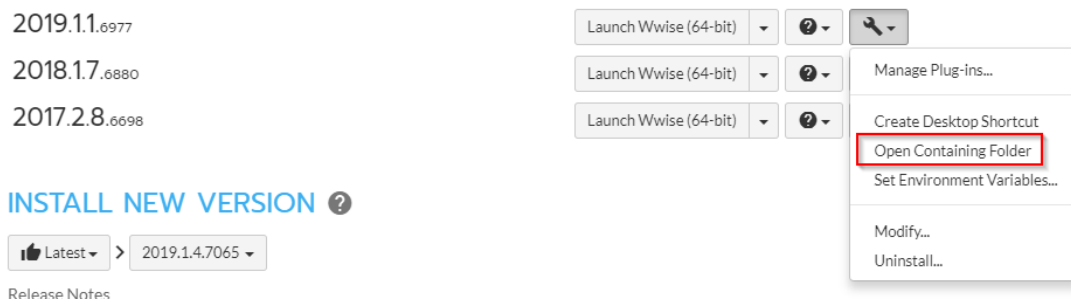 2019.1.1.6977 Launch Wwise (64-bit)
2018.1.7.6880 Launch Wwise (64-bit) Manage Plug-ins...
2017.2.8.6698 Launch Wwise (64-bit) Create Desktop Shortcut
Open Containing Folder
Set Environment Variables...
Modify...
Uninstall...
INSTALL NEW VERSION
Latest > 2019.1.4.7065
Release Notes